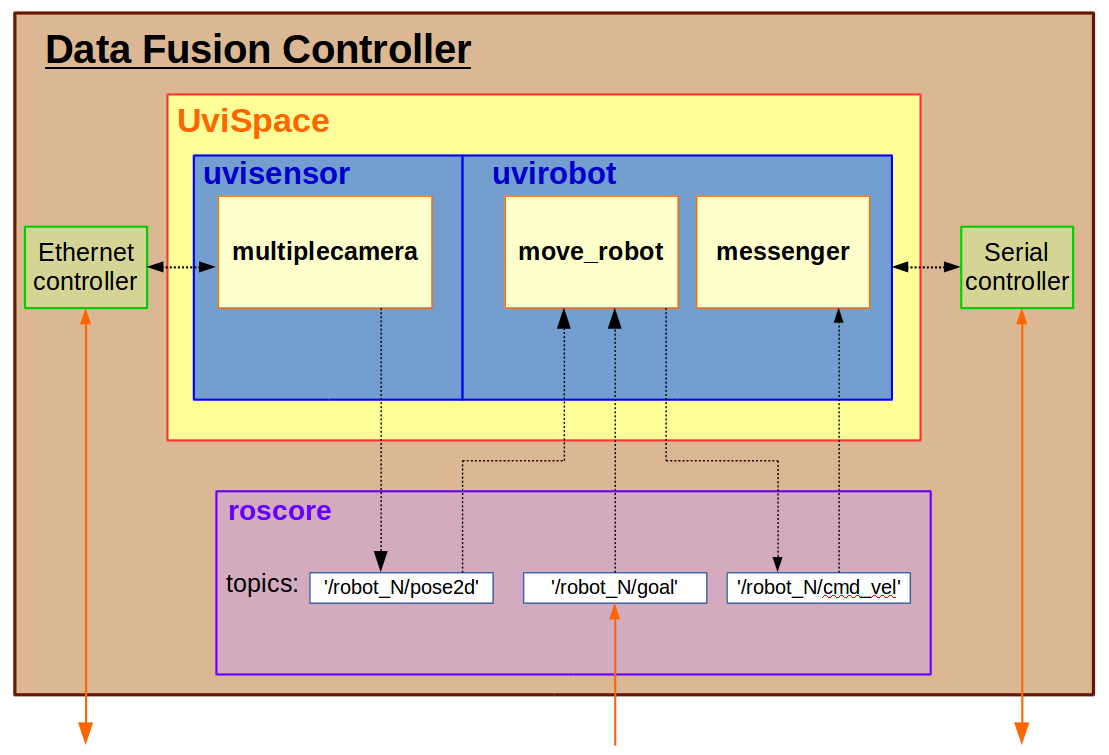 Data Fusion Controller
UviSpace
uvisensor
uvirobot
multiplecamera
move_robot
messenger
Ethernet
controller
Serial
controller
roscore
topics:
'/robot_N/pose2d'
'/robot_N/goal'
'/robot_N/cmd_vel'